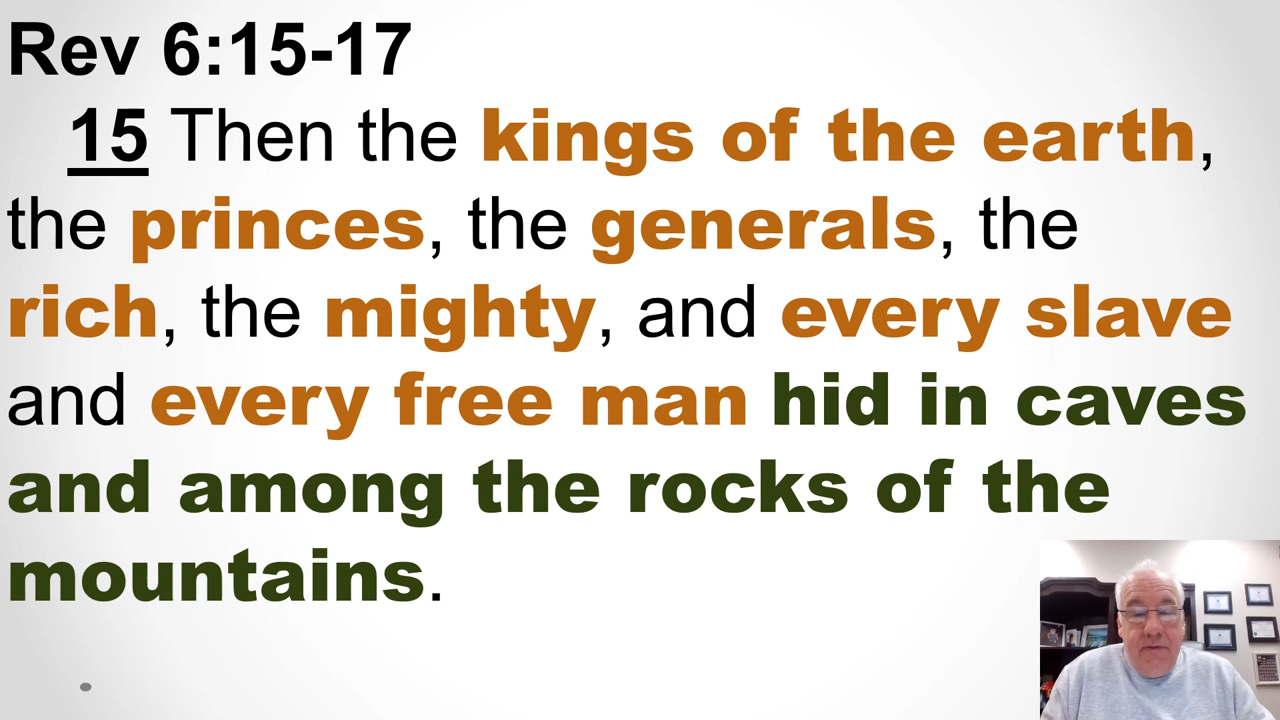 Rev 6:15-17
15 Then the kings of the earth,
the princes, the generals, the
rich, the mighty, and every slave
and every free man hid in caves
and among the rocks of the
mountains.